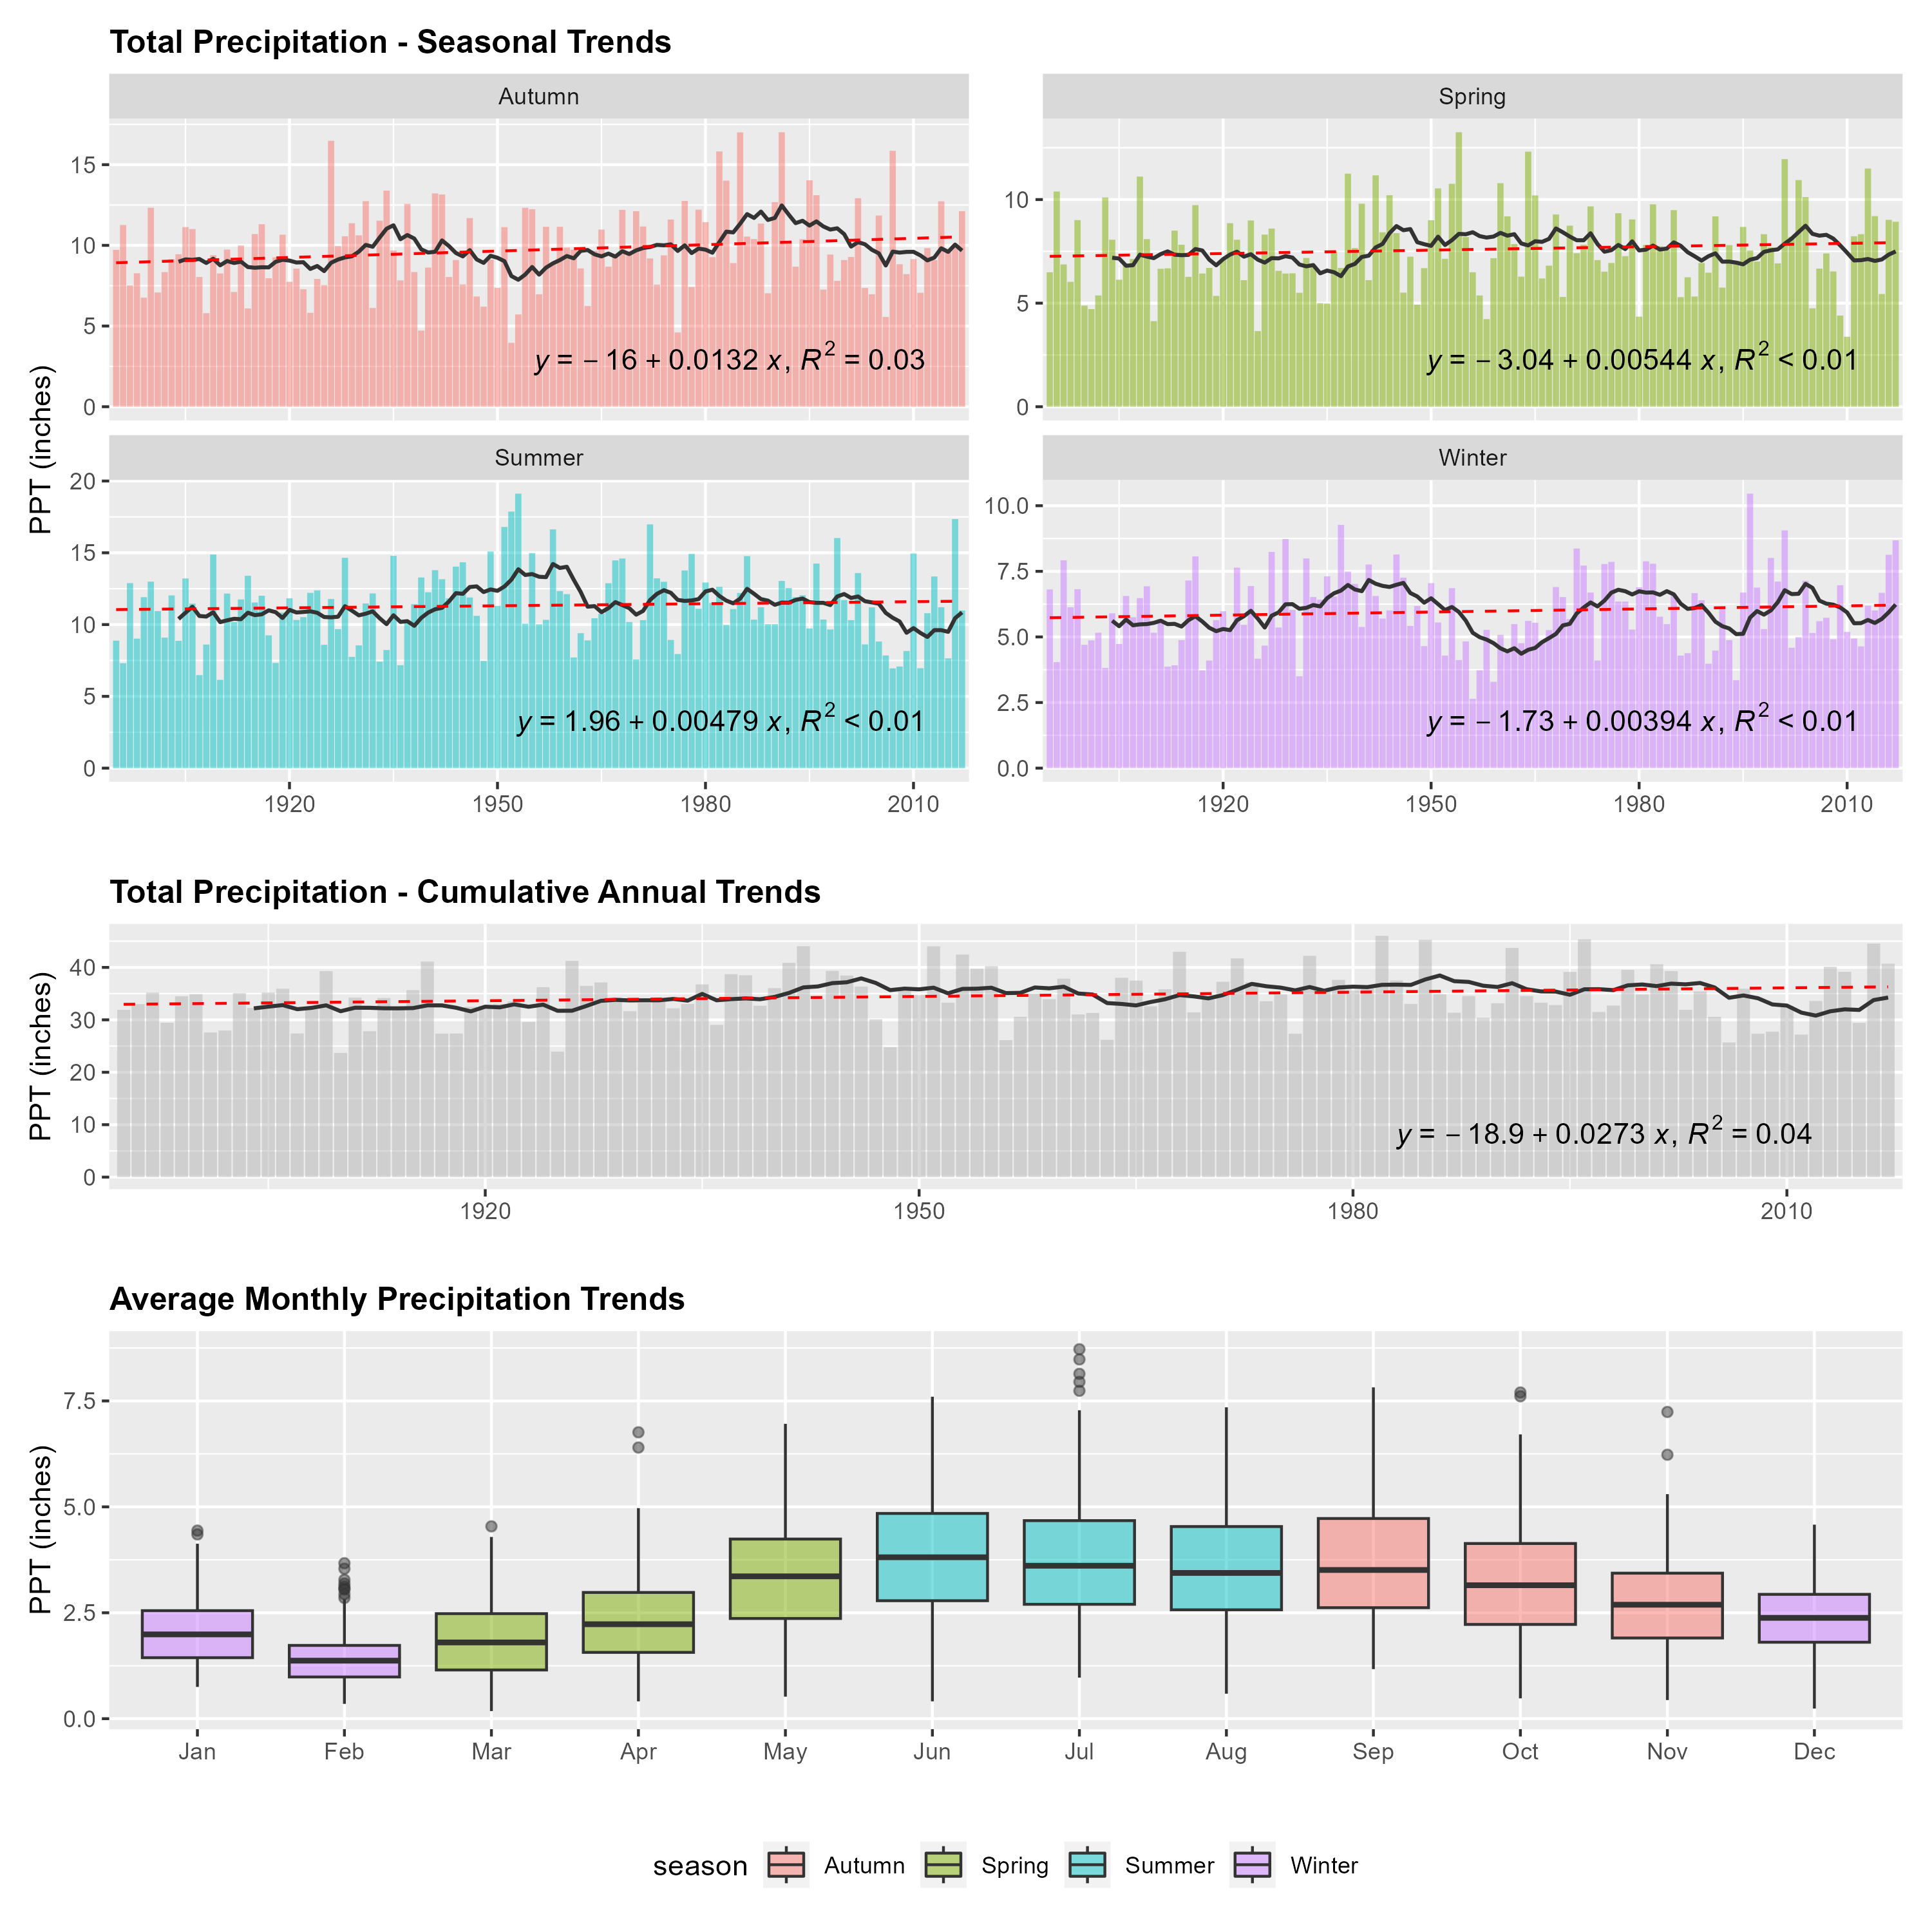 Total Precipitation - Seasonal Trends
Autumn
Spring
PPT (inches)
15
10
5
0
y = − 16 + 0.0132 x, R² = 0.03
10
5
0
y = − 3.04 + 0.00544 x, R² < 0.01
Summer
Winter
20
15
10
5
0
y = 1.96 + 0.00479 x, R² < 0.01
10.0
7.5
5.0
2.5
0.0
y = − 1.73 + 0.00394 x, R² < 0.01
1920 1950 1980 2010
1920 1950 1980 2010
Total Precipitation - Cumulative Annual Trends
PPT (inches)
40
30
20
10
0
y = − 18.9 + 0.0273 x, R² = 0.04
1920 1950 1980 2010
Average Monthly Precipitation Trends
PPT (inches)
7.5
5.0
2.5
0.0
Jan Feb Mar Apr May Jun Jul Aug Sep Oct Nov Dec
season Autumn Spring Summer Winter